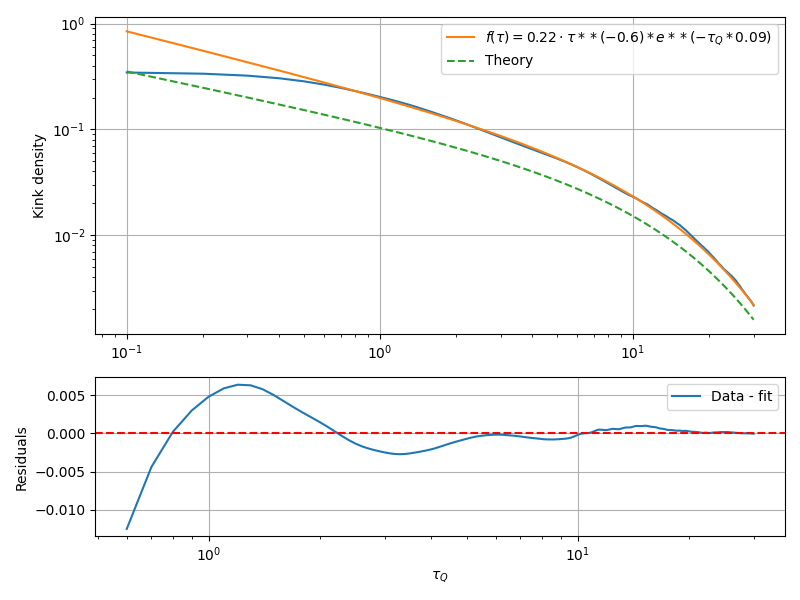 f(τ) = 0.22 · τ * * (−0.6) * e * * (−τ_Q * 0.09)
Theory
10⁰
10⁻¹
10⁻²
Kink density
10⁻¹ 10⁰ 10¹
Data - fit
0.005
0.000
−0.005
−0.010
Residuals
10⁰ 10¹
τ_Q